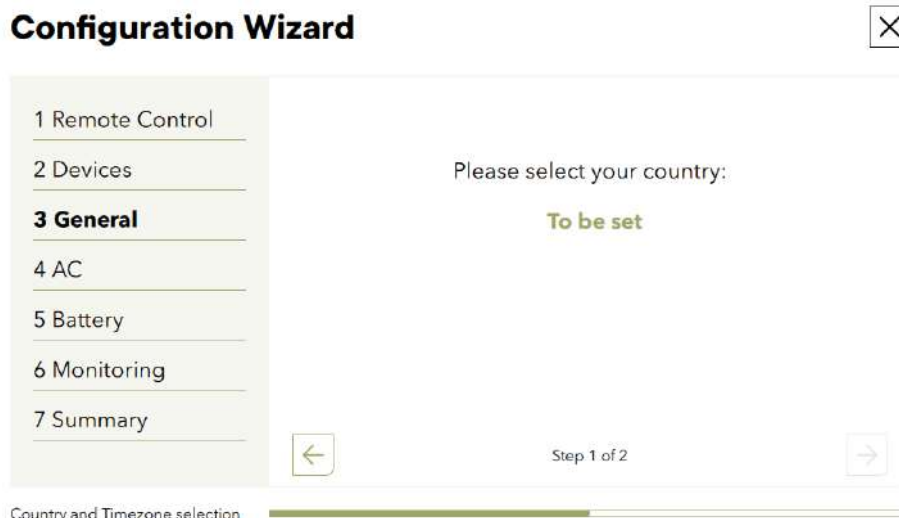 Configuration Wizard
1 Remote Control
2 Devices
3 General
4 AC
5 Battery
6 Monitoring
7 Summary
Please select your country:
To be set
Step 1 of 2
Country and Timezone selection